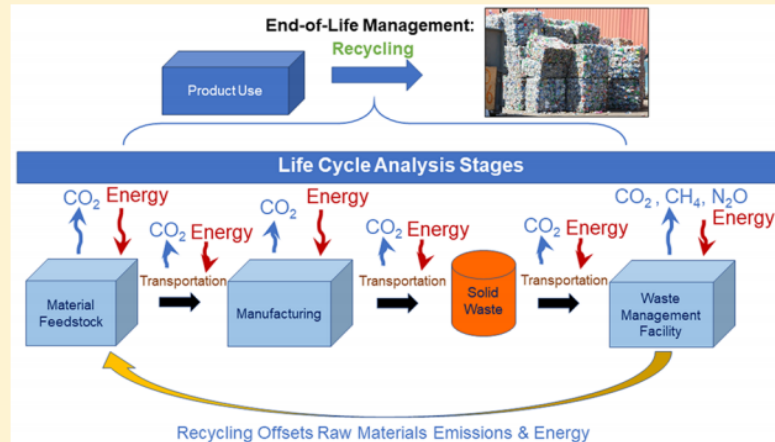 End-of-Life Management:
Recycling
Product Use
Life Cycle Analysis Stages
CO₂ Energy
CO₂ Energy
CO₂ Energy
CO₂ Energy
CO₂ Energy
CO₂ , CH₄, N₂O
Energy
Material
Feedstock
Transportation
Manufacturing
Transportation
Solid
Waste
Transportation
Waste
Management
Facility
Recycling Offsets Raw Materials Emissions & Energy